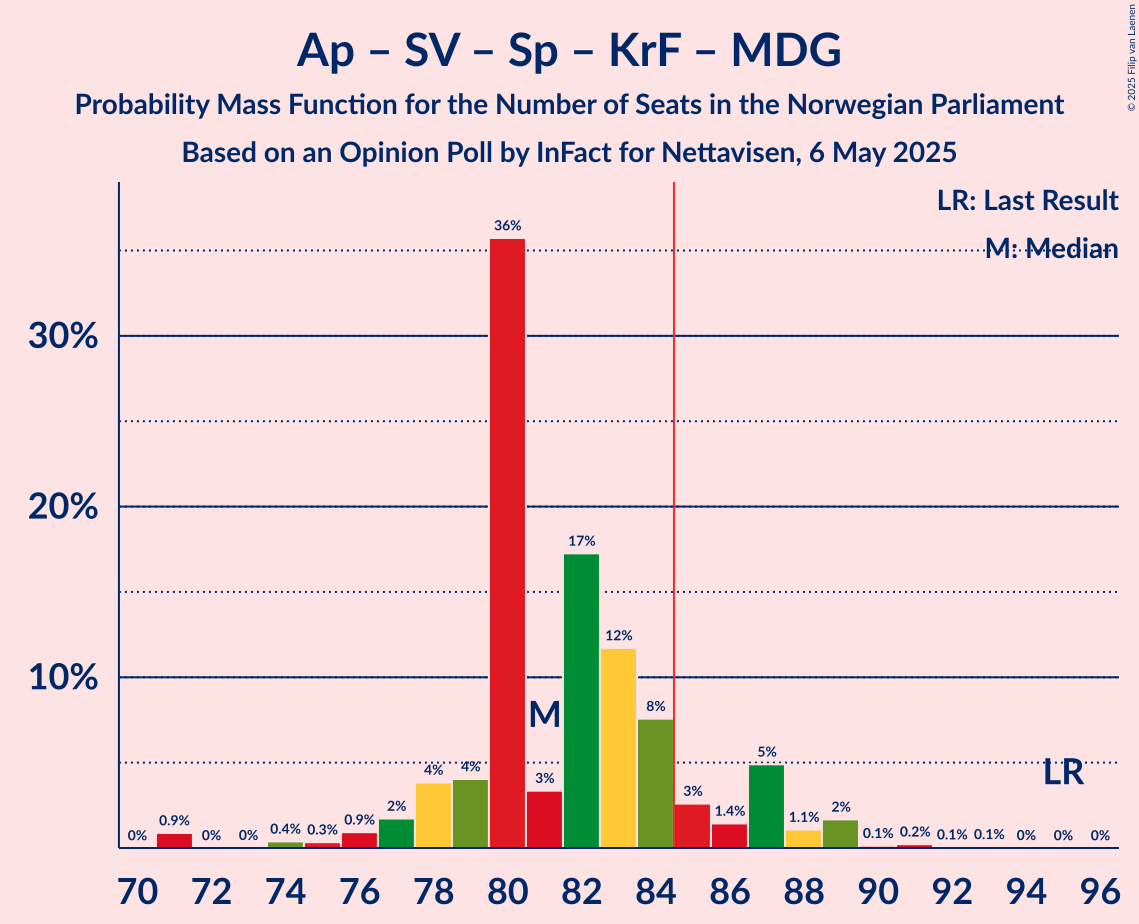 Ap – SV – Sp – KrF – MDG
Probability Mass Function for the Number of Seats in the Norwegian Parliament
Based on an Opinion Poll by InFact for Nettavisen, 6 May 2025
© 2025 Filip van Laenen
LR: Last Result
M: Median
30%
20%
10%
0% 0.9% 0% 0% 0.4% 0.3% 0.9% 2% 4% 4% 36% 3% 17% 12% 8% 3% 1.4% 5% 1.1% 2% 0.1% 0.2% 0.1% 0.1% 0% 0% 0%
M
LR
70 72 74 76 78 80 82 84 86 88 90 92 94 96